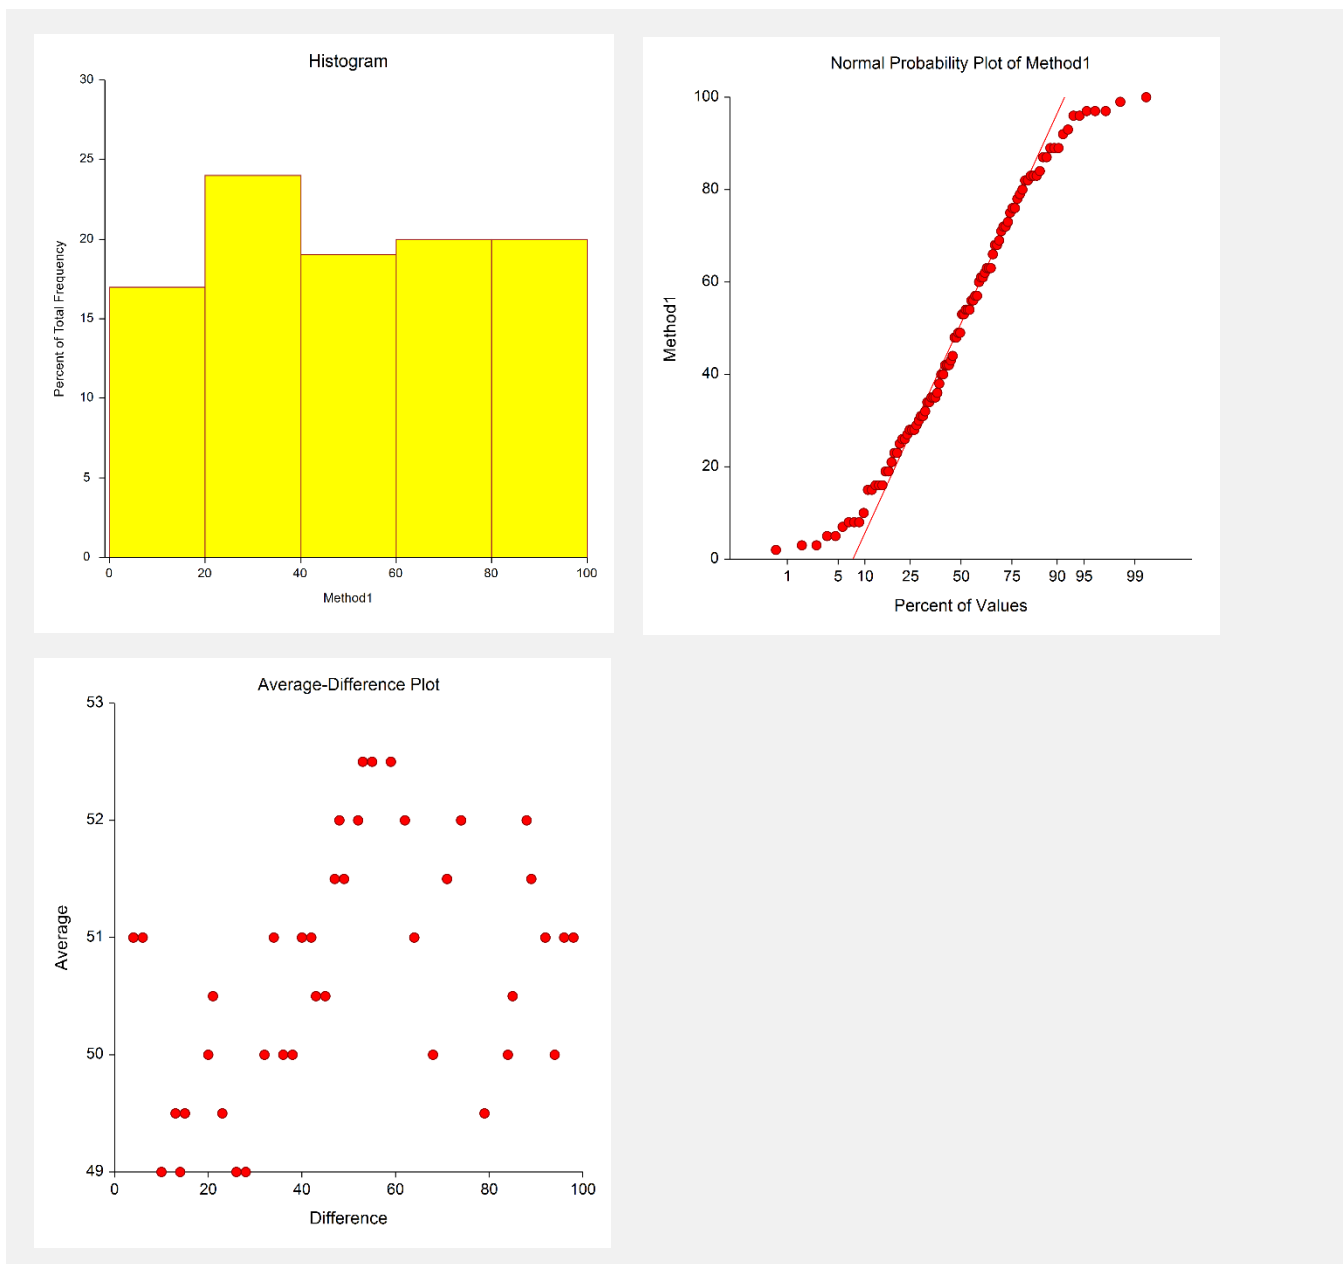 Histogram
Percent of Total Frequency
30
25
20
15
10
5
0
0 20 40 60 80 100
Method1
Normal Probability Plot of Method1
Method1
100
80
60
40
20
0
1 5 10 25 50 75 90 95 99
Percent of Values
Average-Difference Plot
Average
53
52
51
50
49
0 20 40 60 80 100
Difference